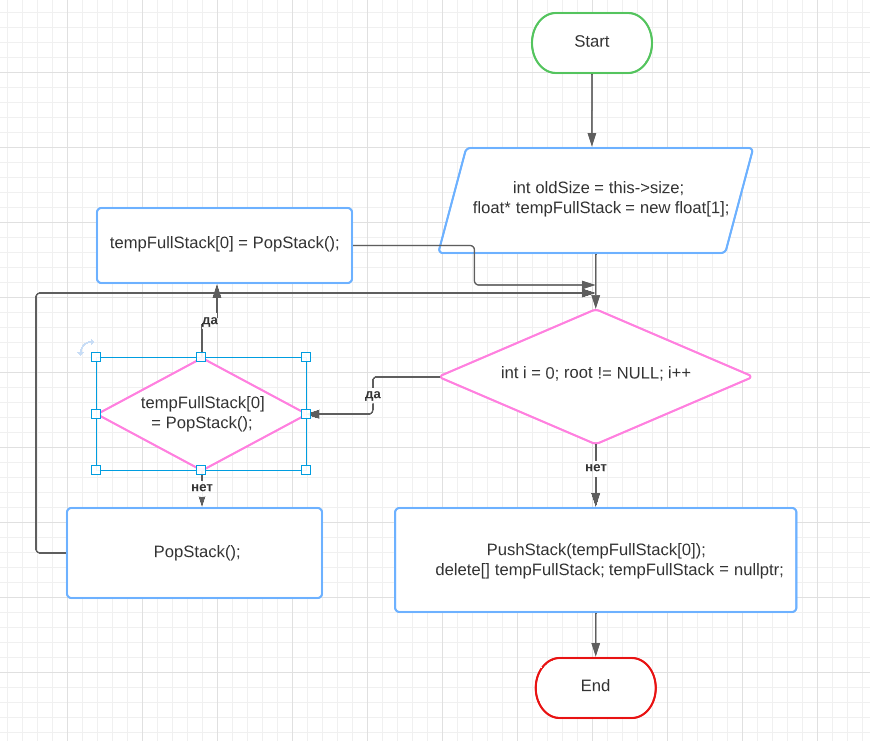 Start
int oldSize = this->size;
float* tempFullStack = new float[1];
tempFullStack[0] = PopStack();
да
int i = 0; root != NULL; i++
да
tempFullStack[0]
= PopStack();
нет
нет
PopStack();
PushStack(tempFullStack[0]);
delete[] tempFullStack; tempFullStack = nullptr;
End